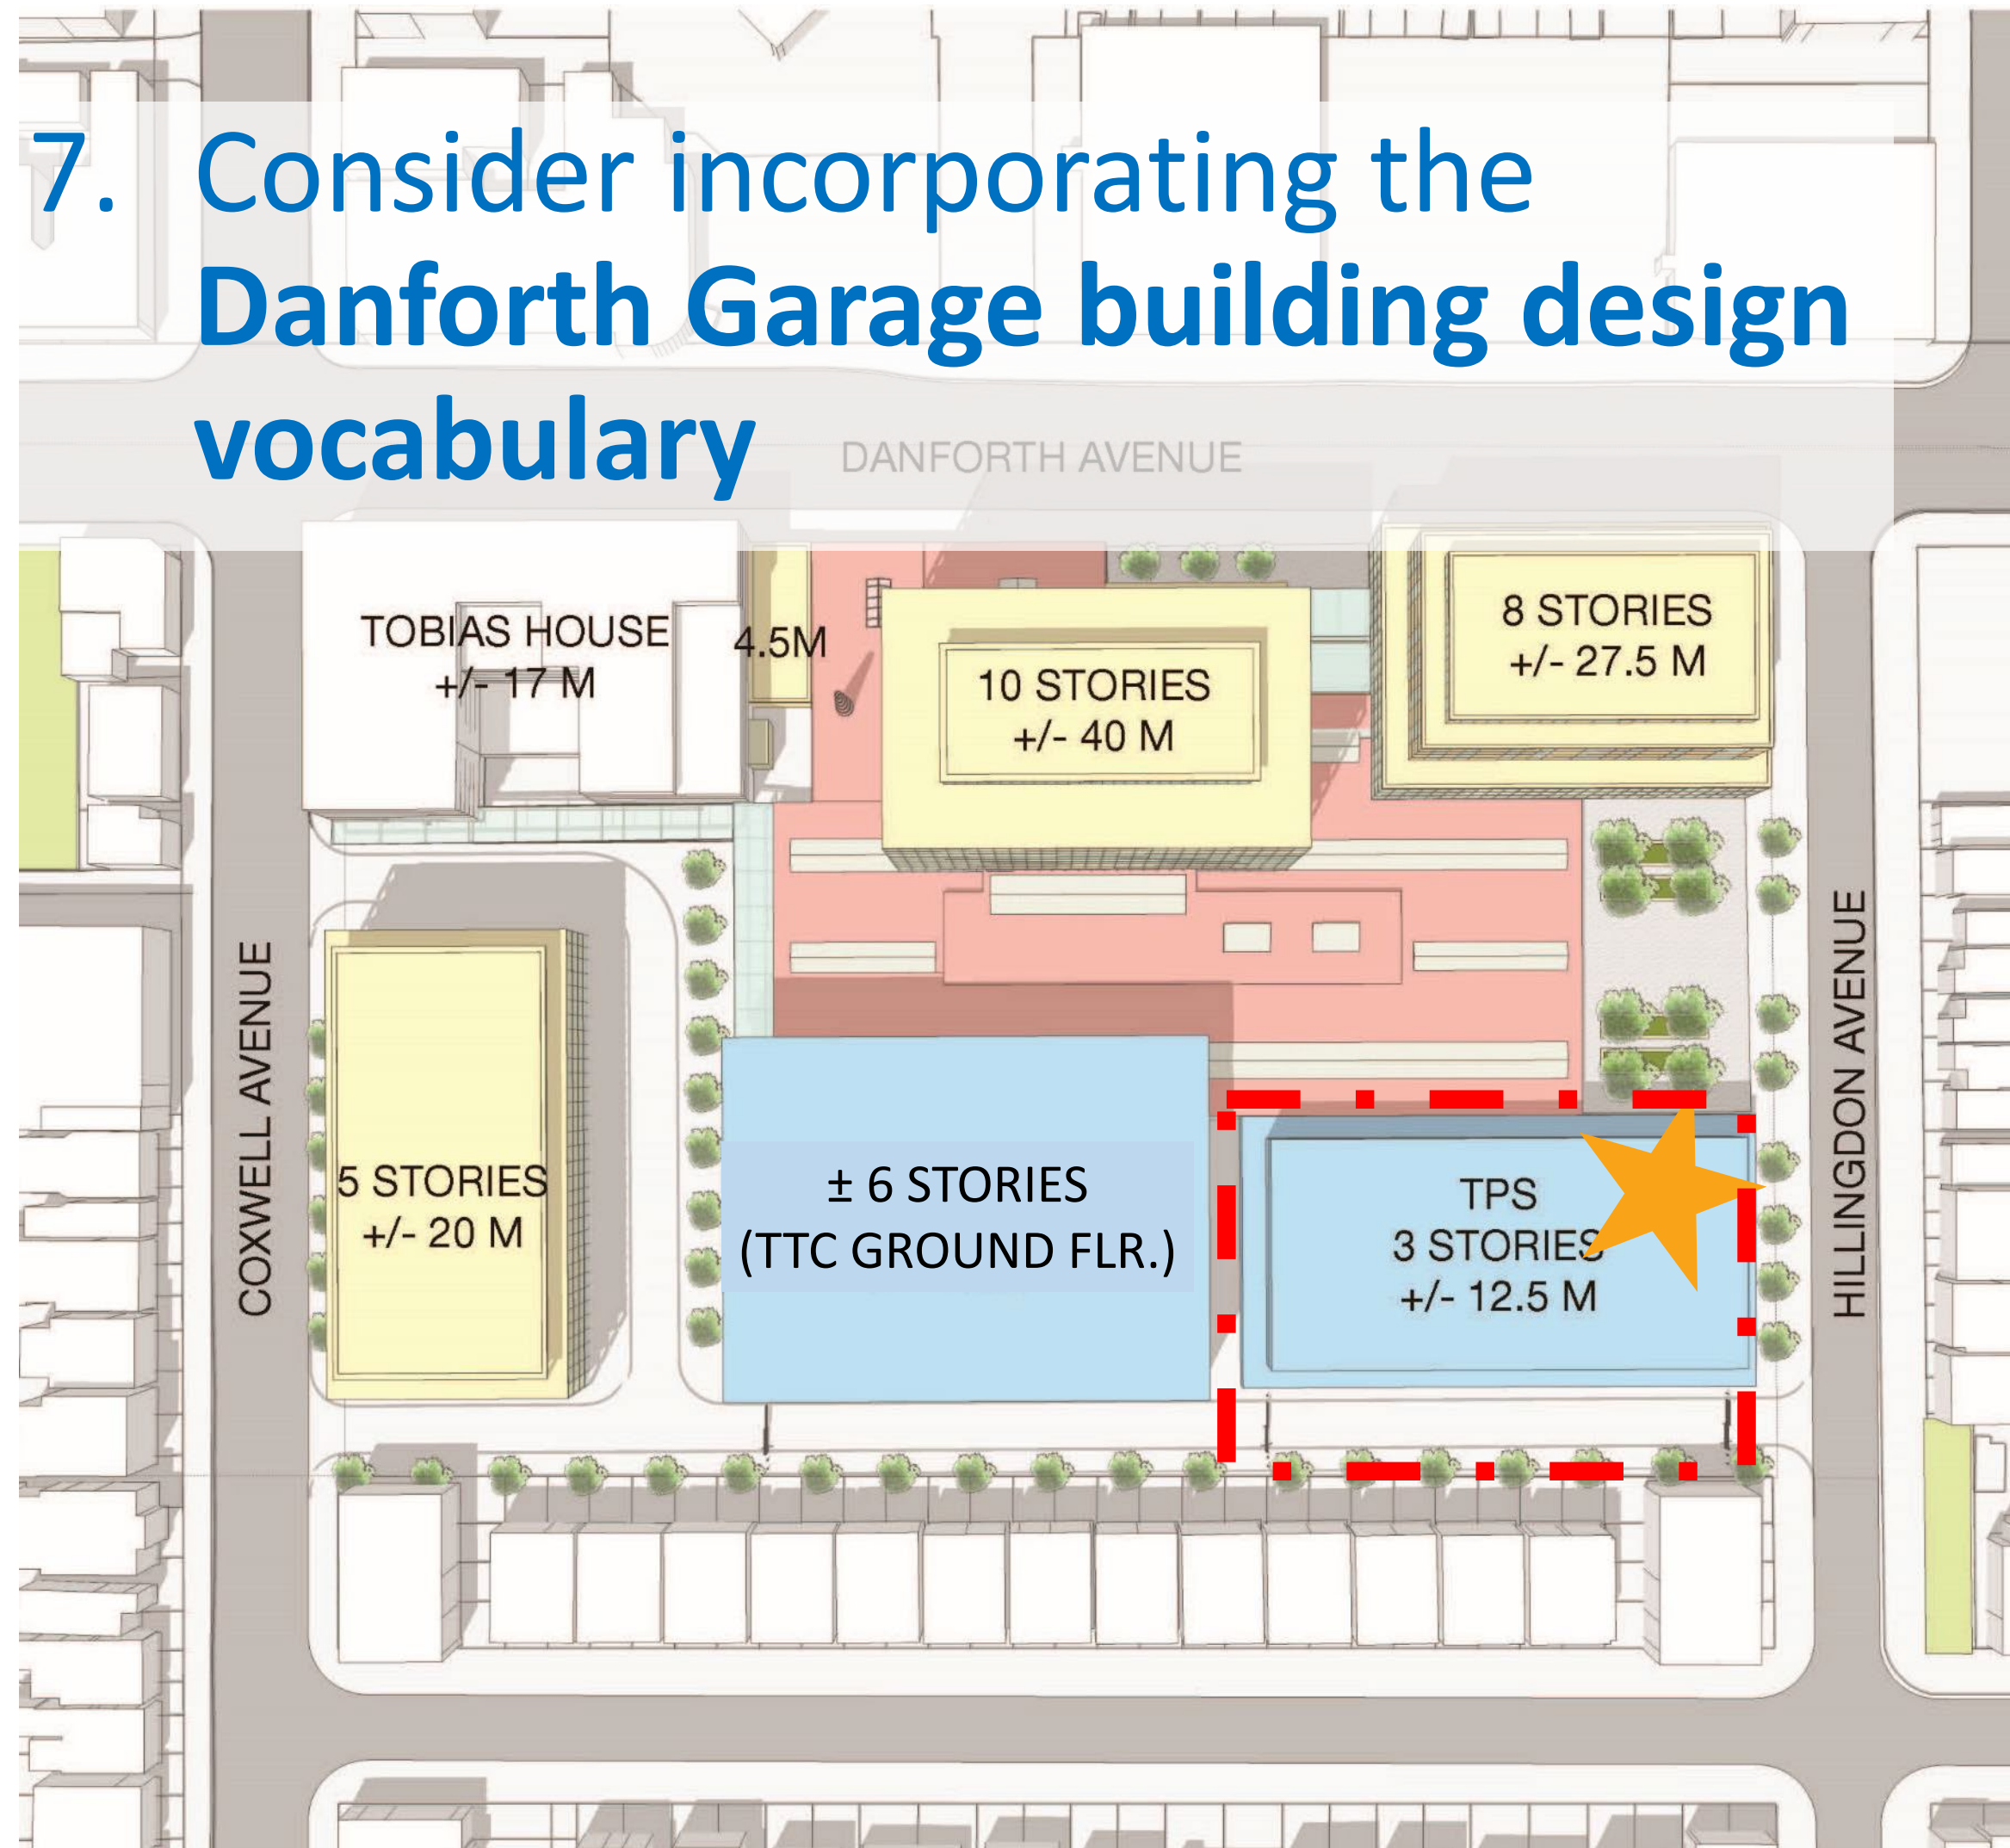 7. Consider incorporating the
Danforth Garage building design
vocabulary
DANFORTH AVENUE
TOBIAS HOUSE
+/- 17 M
4.5M
10 STORIES
+/- 40 M
8 STORIES
+/- 27.5 M
COXWELL AVENUE
5 STORIES
+/- 20 M
± 6 STORIES
(TTC GROUND FLR.)
TPS
3 STORIES
+/- 12.5 M
HILLINGDON AVENUE